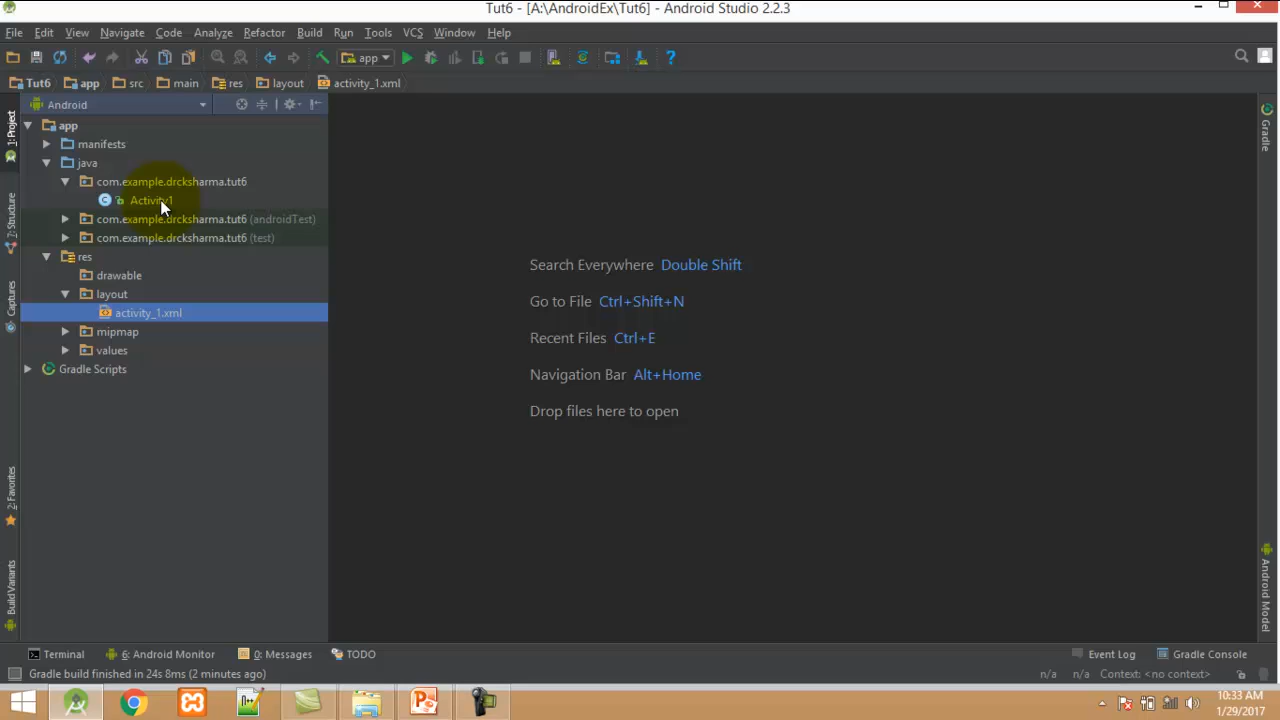 Tut6 - [A:\AndroidEx\Tut6] - Android Studio 2.2.3
File Edit View Navigate Code Analyze Refactor Build Run Tools VCS Window Help
app
Tut6 app src main res layout activity_1.xml
Android
1: Project
7: Structure
Captures
2: Favorites
Build Variants
app
manifests
java
com.example.drcksharma.tut6
Activity1
com.example.drcksharma.tut6 (androidTest)
com.example.drcksharma.tut6 (test)
res
drawable
layout
activity_1.xml
mipmap
values
Gradle Scripts
Search Everywhere Double Shift
Go to File Ctrl+Shift+N
Recent Files Ctrl+E
Navigation Bar Alt+Home
Drop files here to open
Gradle
Android Model
Terminal 6: Android Monitor 0: Messages TODO Event Log Gradle Console
Gradle build finished in 24s 8ms (2 minutes ago) n/a n/a Context: <no context>
10:33 AM
1/29/2017